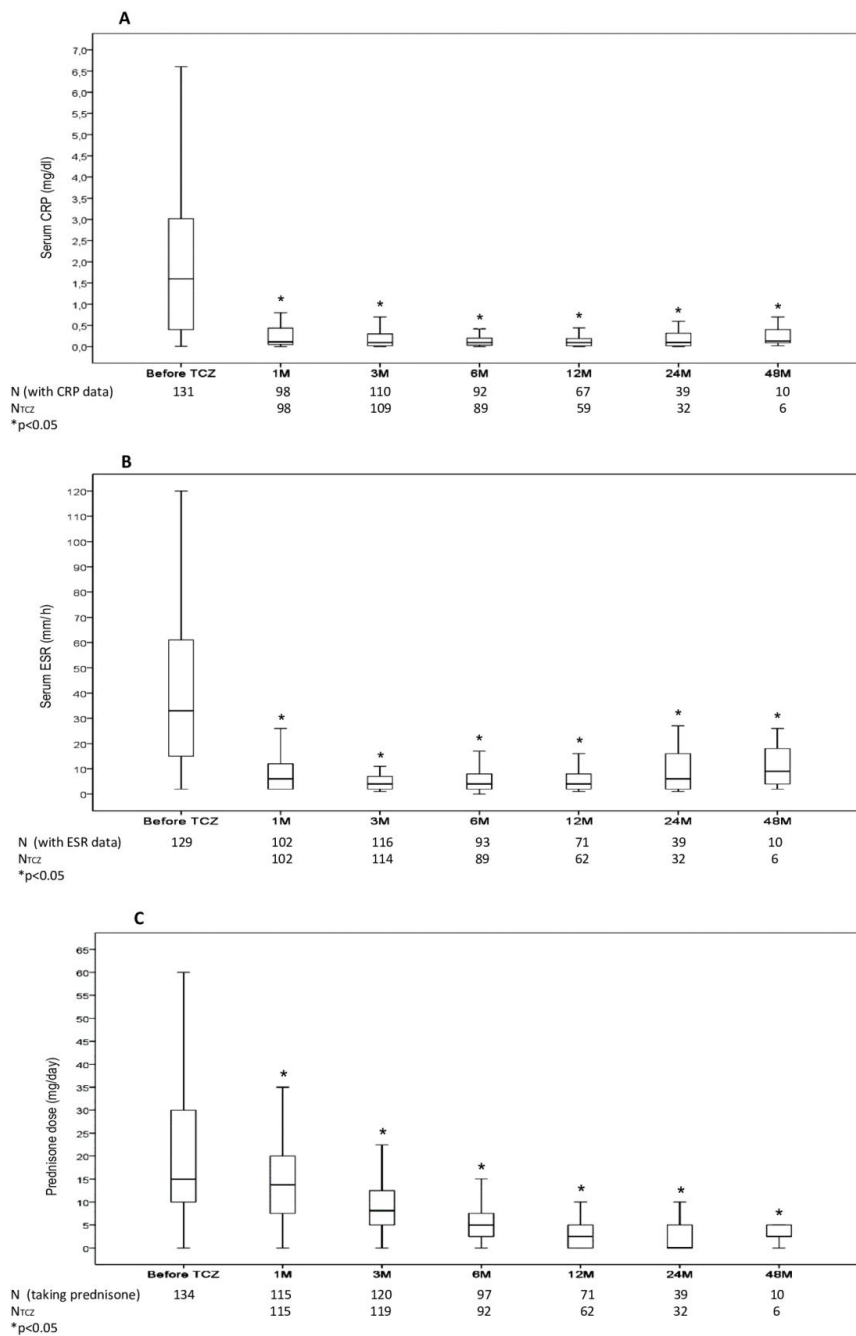 A
Serum CRP (mg/dl)
7,0
6,5
6,0
5,5
5,0
4,5
4,0
3,5
3,0
2,5
2,0
1,5
1,0
0,5
0,0
* * * * * *
Before TCZ 1M 3M 6M 12M 24M 48M
N (with CRP data) 131 98 110 92 67 39 10
NTCZ 98 109 89 59 32 6
*p<0.05
B
Serum ESR (mm/h)
120
110
100
90
80
70
60
50
40
30
20
10
0
* * * * * *
Before TCZ 1M 3M 6M 12M 24M 48M
N (with ESR data) 129 102 116 93 71 39 10
NTCZ 102 114 89 62 32 6
*p<0.05
C
Prednisone dose (mg/day)
65
60
55
50
45
40
35
30
25
20
15
10
5
0
* * * * * *
Before TCZ 1M 3M 6M 12M 24M 48M
N (taking prednisone) 134 115 120 97 71 39 10
NTCZ 115 119 92 62 32 6
*p<0.05